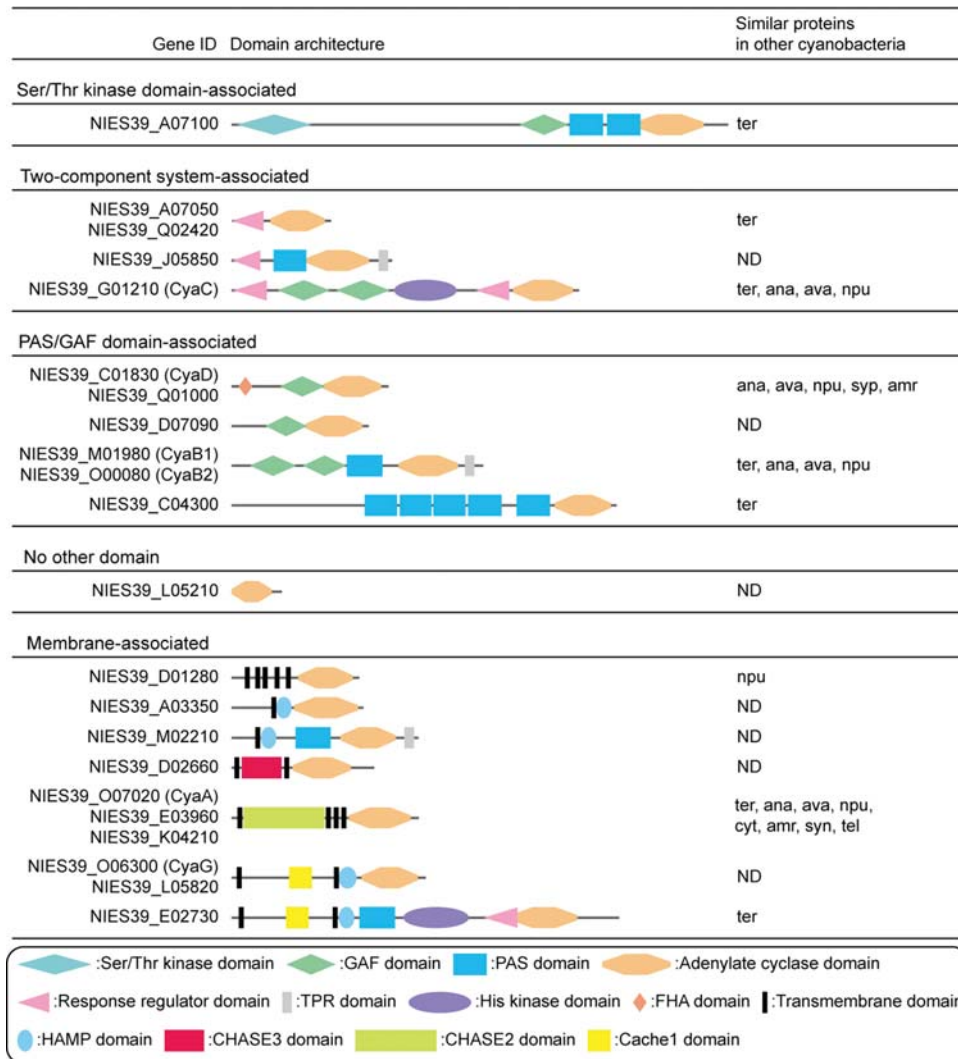 Gene ID Domain architecture Similar proteins
in other cyanobacteria
Ser/Thr kinase domain-associated
NIES39_A07100 ter
Two-component system-associated
NIES39_A07050
NIES39_Q02420 ter
NIES39_J05850 ND
NIES39_G01210 (CyaC) ter, ana, ava, npu
PAS/GAF domain-associated
NIES39_C01830 (CyaD)
NIES39_Q01000 ana, ava, npu, syp, amr
NIES39_D07090 ND
NIES39_M01980 (CyaB1)
NIES39_O00080 (CyaB2) ter, ana, ava, npu
NIES39_C04300 ter
No other domain
NIES39_L05210 ND
Membrane-associated
NIES39_D01280 npu
NIES39_A03350 ND
NIES39_M02210 ND
NIES39_D02660 ND
NIES39_O07020 (CyaA)
NIES39_E03960
NIES39_K04210
ter, ana, ava, npu,
cyt, amr, syn, tel
NIES39_O06300 (CyaG)
NIES39_L05820 ND
NIES39_E02730 ter
:Ser/Thr kinase domain :GAF domain :PAS domain :Adenylate cyclase domain
:Response regulator domain :TPR domain :His kinase domain :FHA domain :Transmembrane domain
:HAMP domain :CHASE3 domain :CHASE2 domain :Cache1 domain